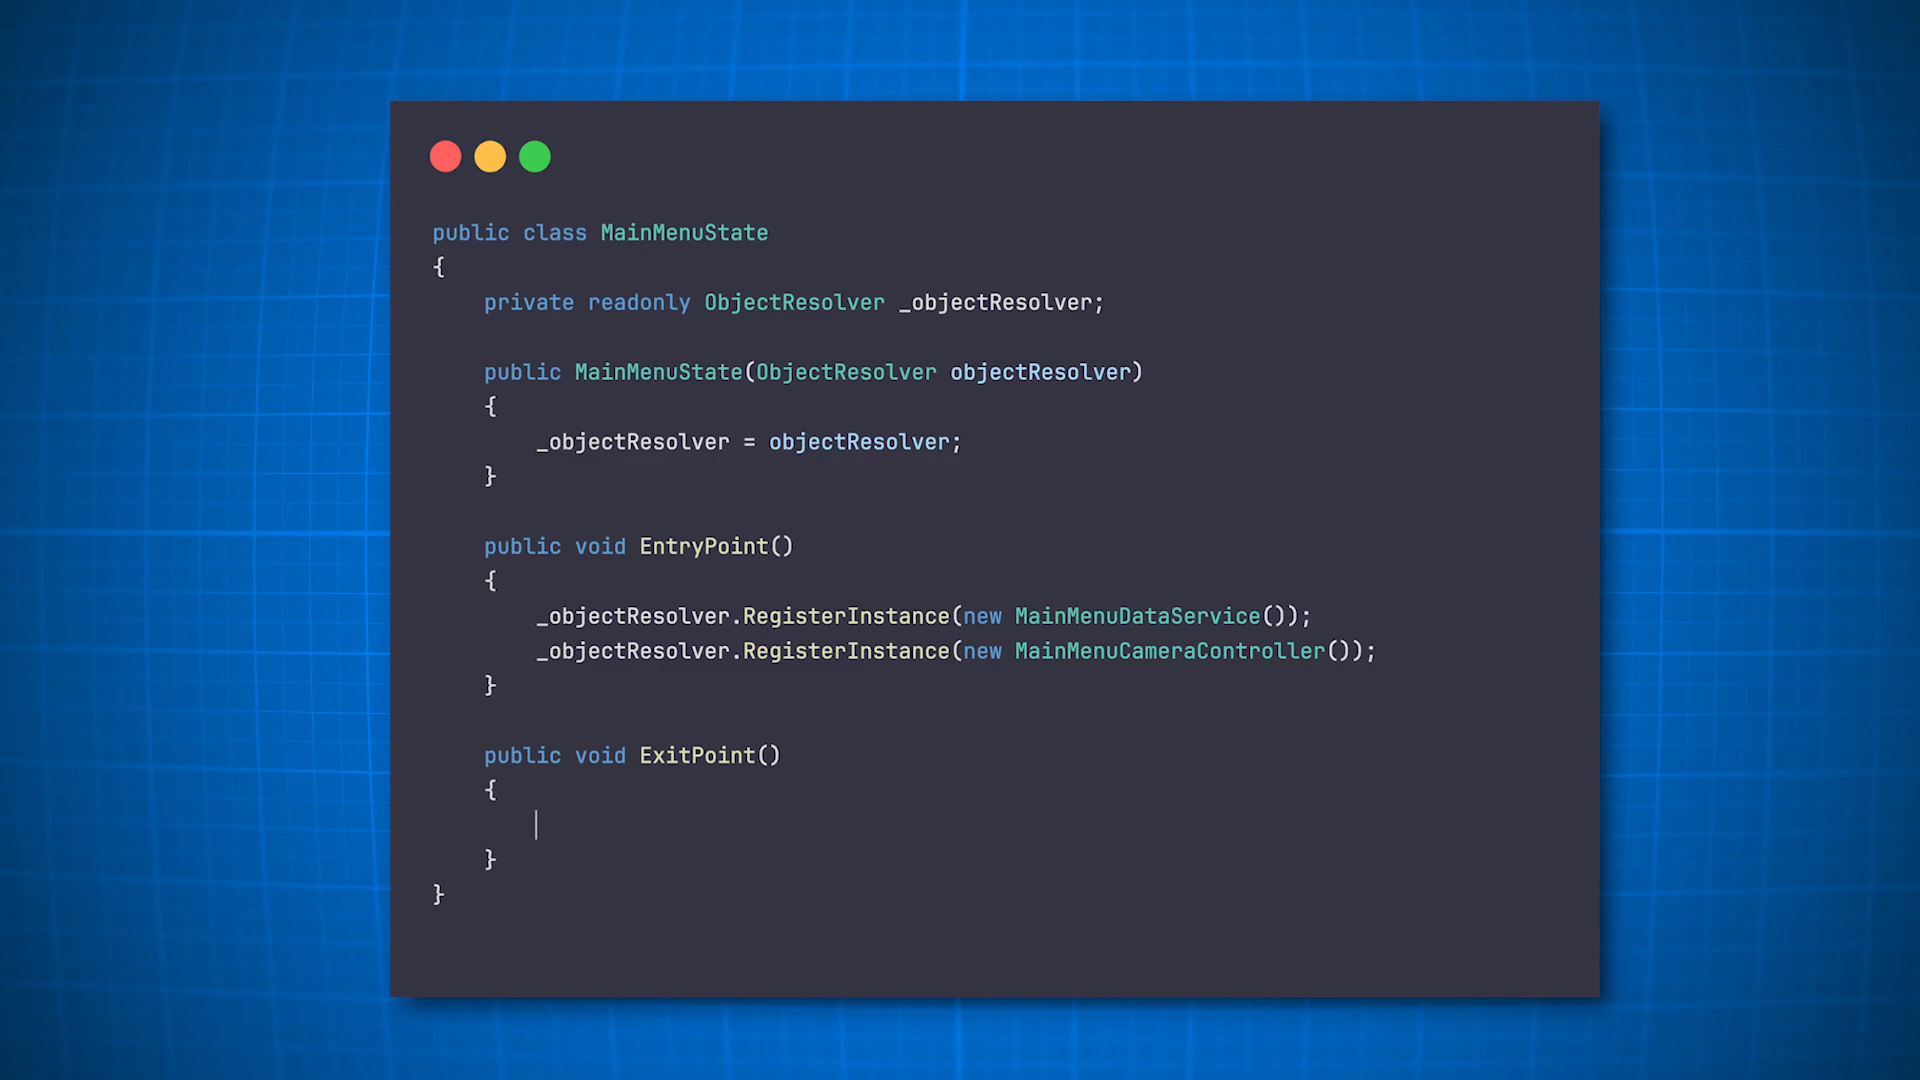 public class MainMenuState
{
    private readonly ObjectResolver _objectResolver;

    public MainMenuState(ObjectResolver objectResolver)
    {
        _objectResolver = objectResolver;
    }

    public void EntryPoint()
    {
        _objectResolver.RegisterInstance(new MainMenuDataService());
        _objectResolver.RegisterInstance(new MainMenuCameraController());
    }

    public void ExitPoint()
    {

    }
}